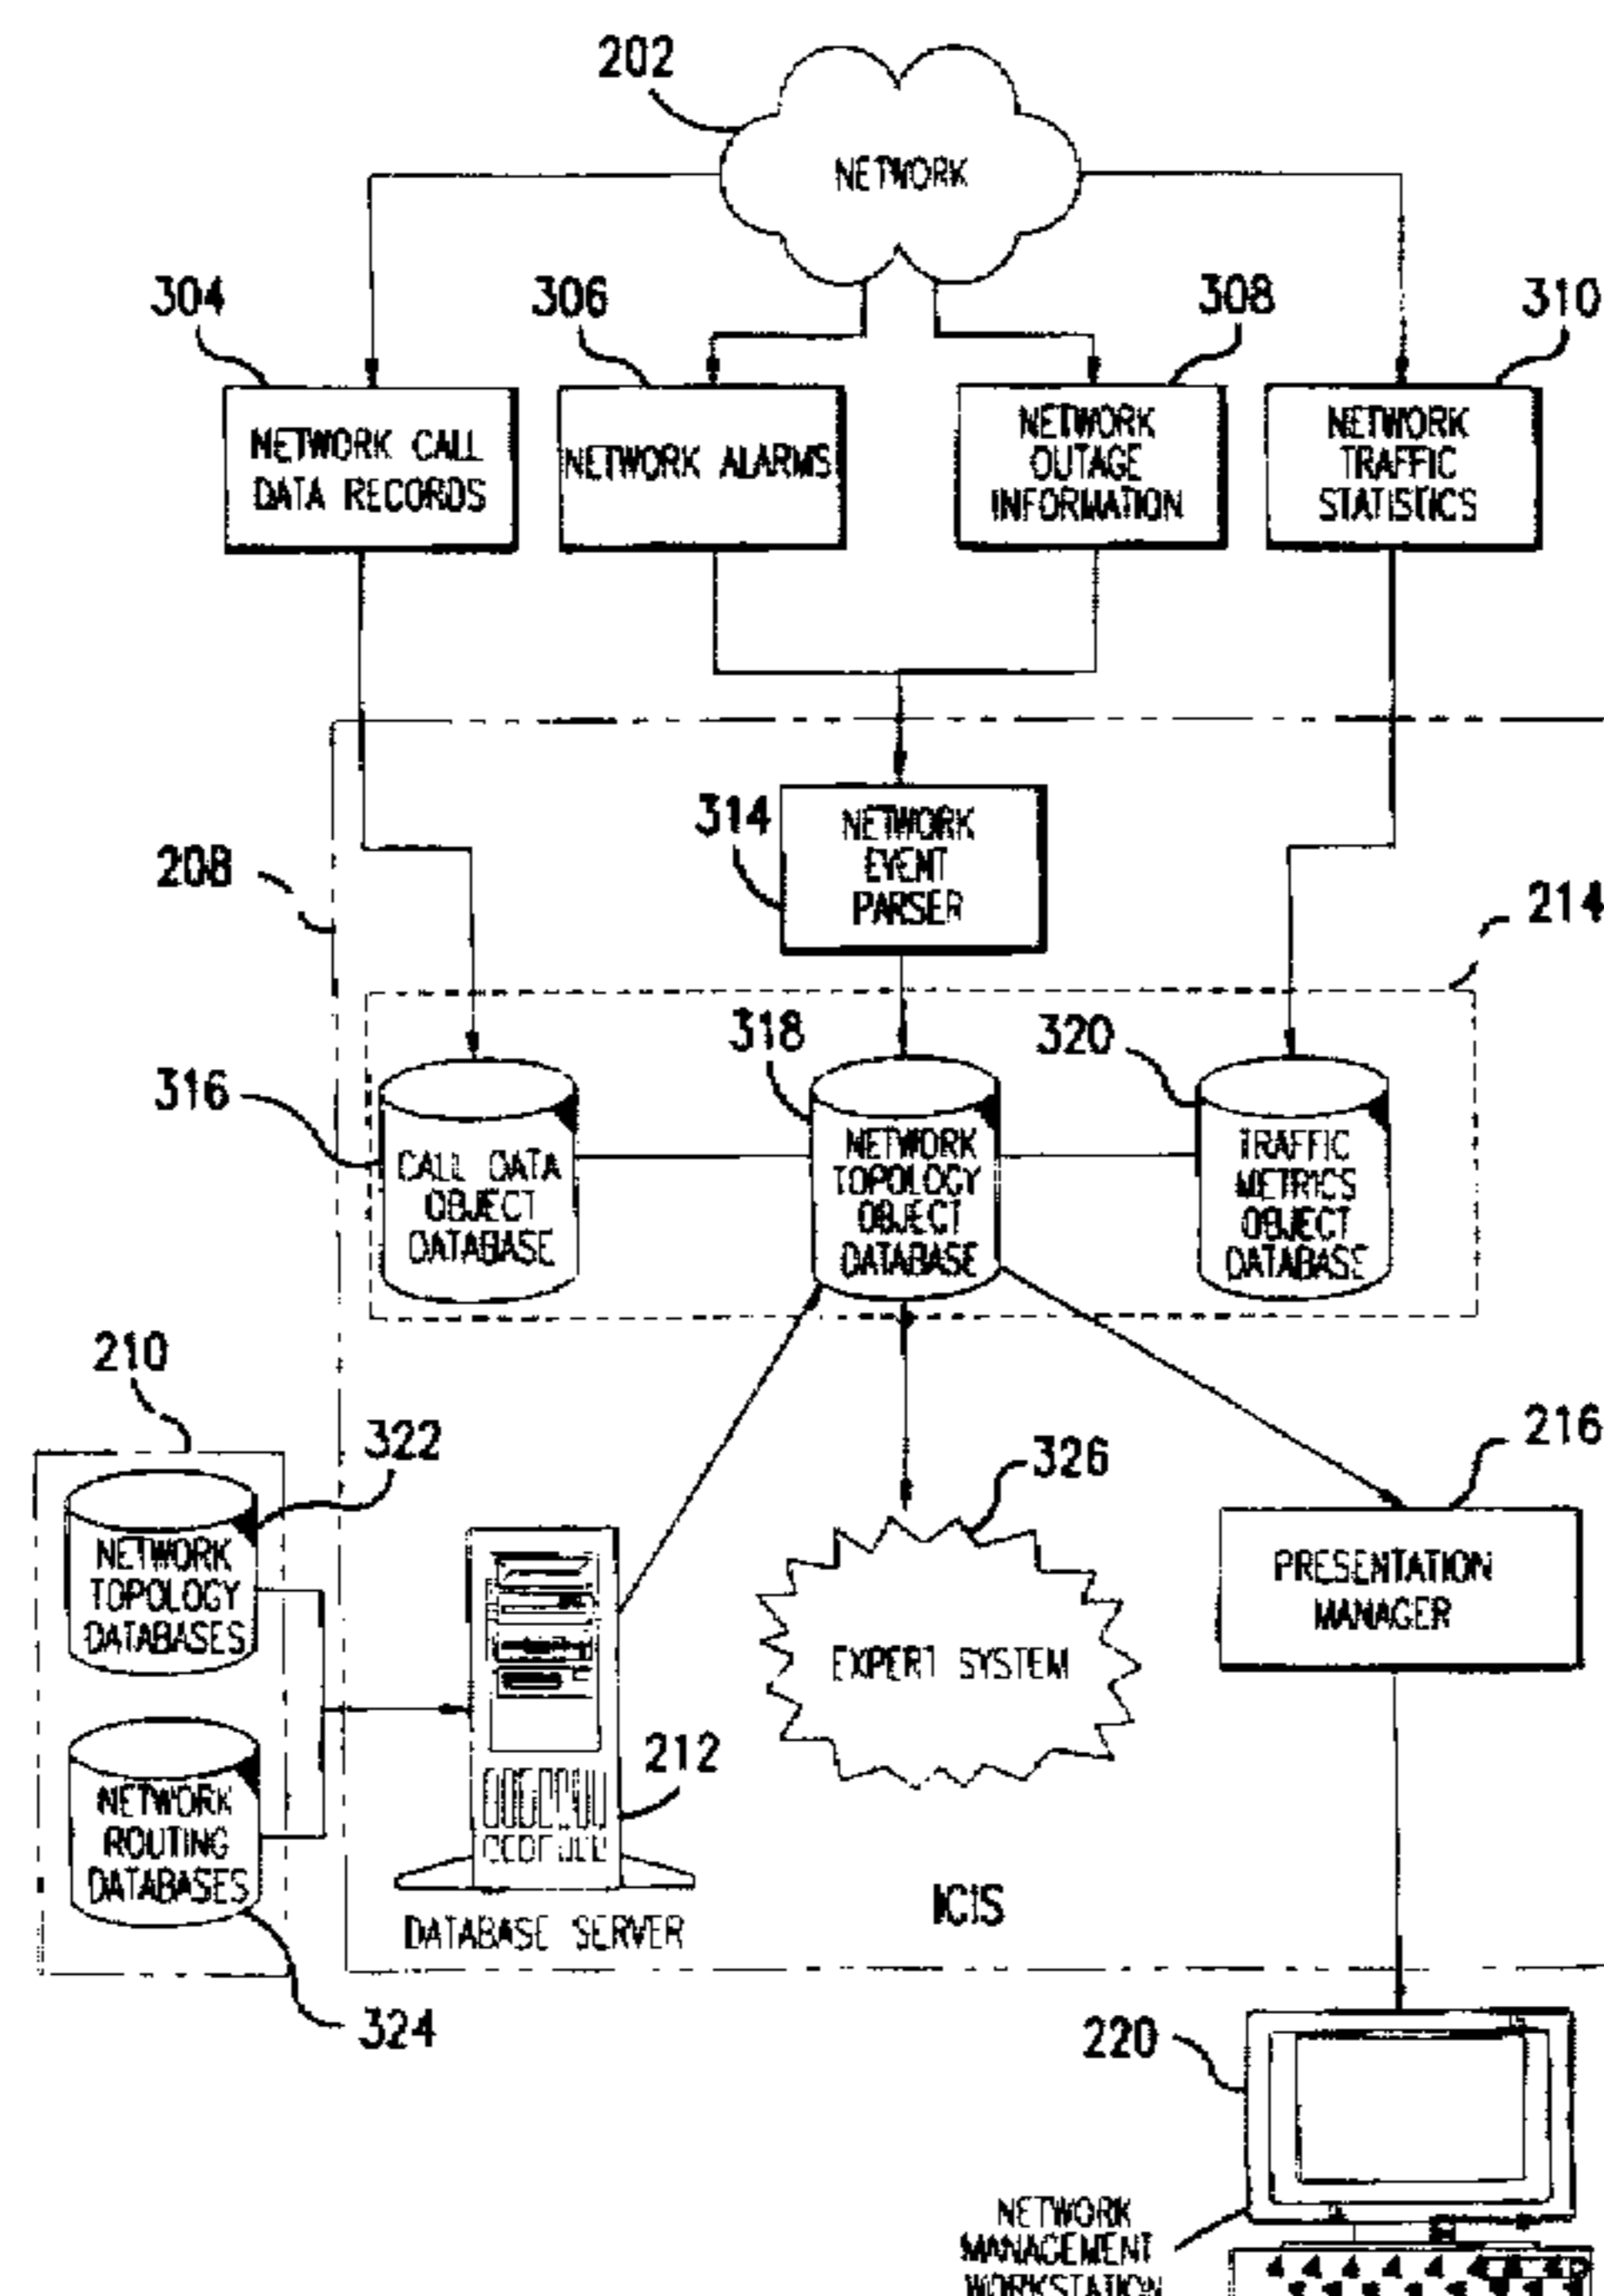 202
NETWORK
304
306
308
310
NETWORK CALL
DATA RECORDS
NETWORK ALARMS
NETWORK
OUTAGE
INFORMATION
NETWORK
TRAFFIC
STATISTICS
314
NETWORK
EVENT
PARSER
208
214
318
320
316
CALL DATA
OBJECT
DATABASE
NETWORK
TOPOLOGY
OBJECT
DATABASE
TRAFFIC
METRICS
OBJECT
DATABASE
210
322
326
216
NETWORK
TOPOLOGY
DATABASES
PRESENTATION
MANAGER
EXPERT SYSTEM
212
NETWORK
ROUTING
DATABASES
DATABASE SERVER
ICIS
324
220
NETWORK
MANAGEMENT
WORKSTATION